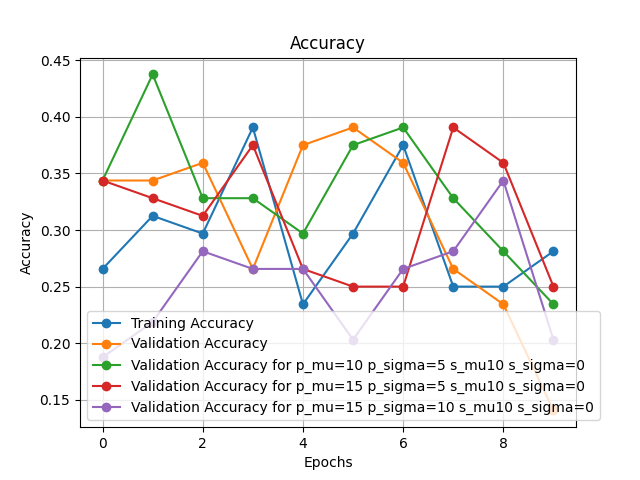 Accuracy
0.45
0.40
0.35
0.30
0.25
0.20
0.15
Accuracy
0
2
4
6
8
Epochs
Training Accuracy
Validation Accuracy
Validation Accuracy for p_mu=10 p_sigma=5 s_mu10 s_sigma=0
Validation Accuracy for p_mu=15 p_sigma=5 s_mu10 s_sigma=0
Validation Accuracy for p_mu=15 p_sigma=10 s_mu10 s_sigma=0